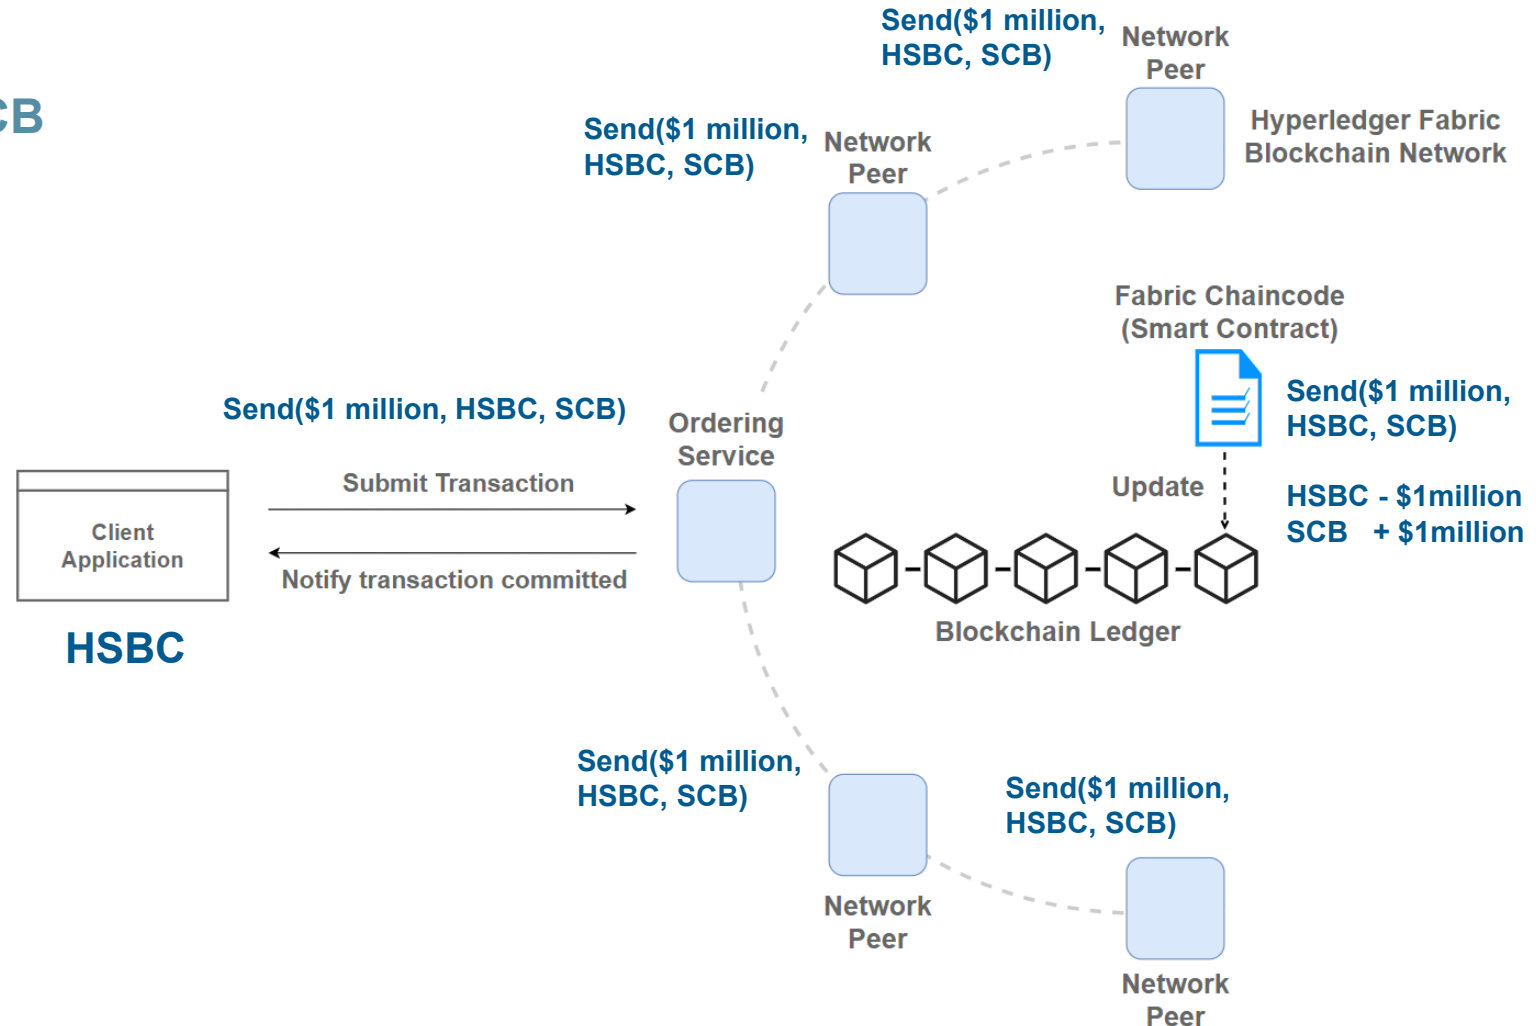 Send($1 million,
HSBC, SCB)
Network
Peer
CB
Send($1 million,
HSBC, SCB)
Network
Peer
Hyperledger Fabric
Blockchain Network
Fabric Chaincode
(Smart Contract)
Send($1 million,
HSBC, SCB)
Send($1 million, HSBC, SCB)
Ordering
Service
Submit Transaction
Update
HSBC - $1million
SCB + $1million
Client
Application
Notify transaction committed
HSBC
Blockchain Ledger
Send($1 million,
HSBC, SCB)
Send($1 million,
HSBC, SCB)
Network
Peer
Network
Peer